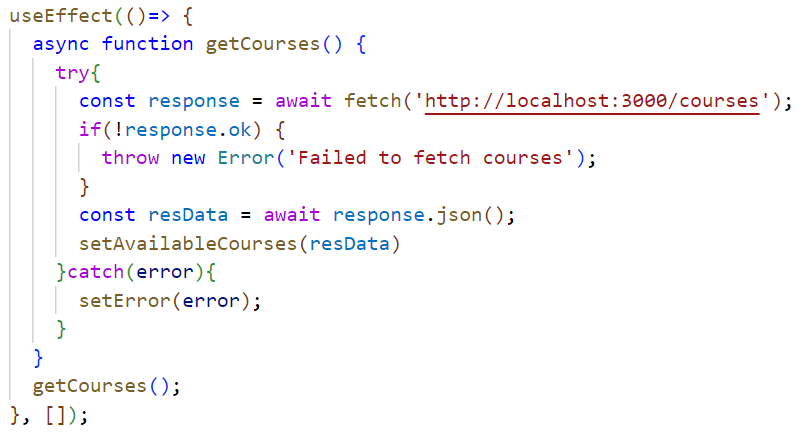 useEffect(()=> {
async function getCourses() {
try{
const response = await fetch('http://localhost:3000/courses');
if(!response.ok) {
throw new Error('Failed to fetch courses');
}
const resData = await response.json();
setAvailableCourses(resData)
}catch(error){
setError(error);
}
}
getCourses();
}, []);